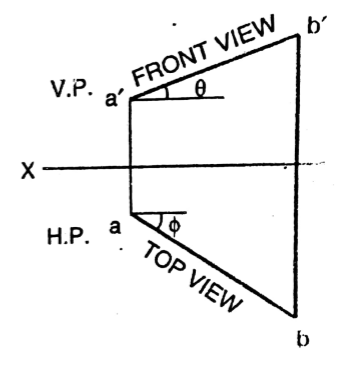 b′
FRONT VIEW
V.P.
a′
θ
X
a
H.P.
ϕ
TOP VIEW
b